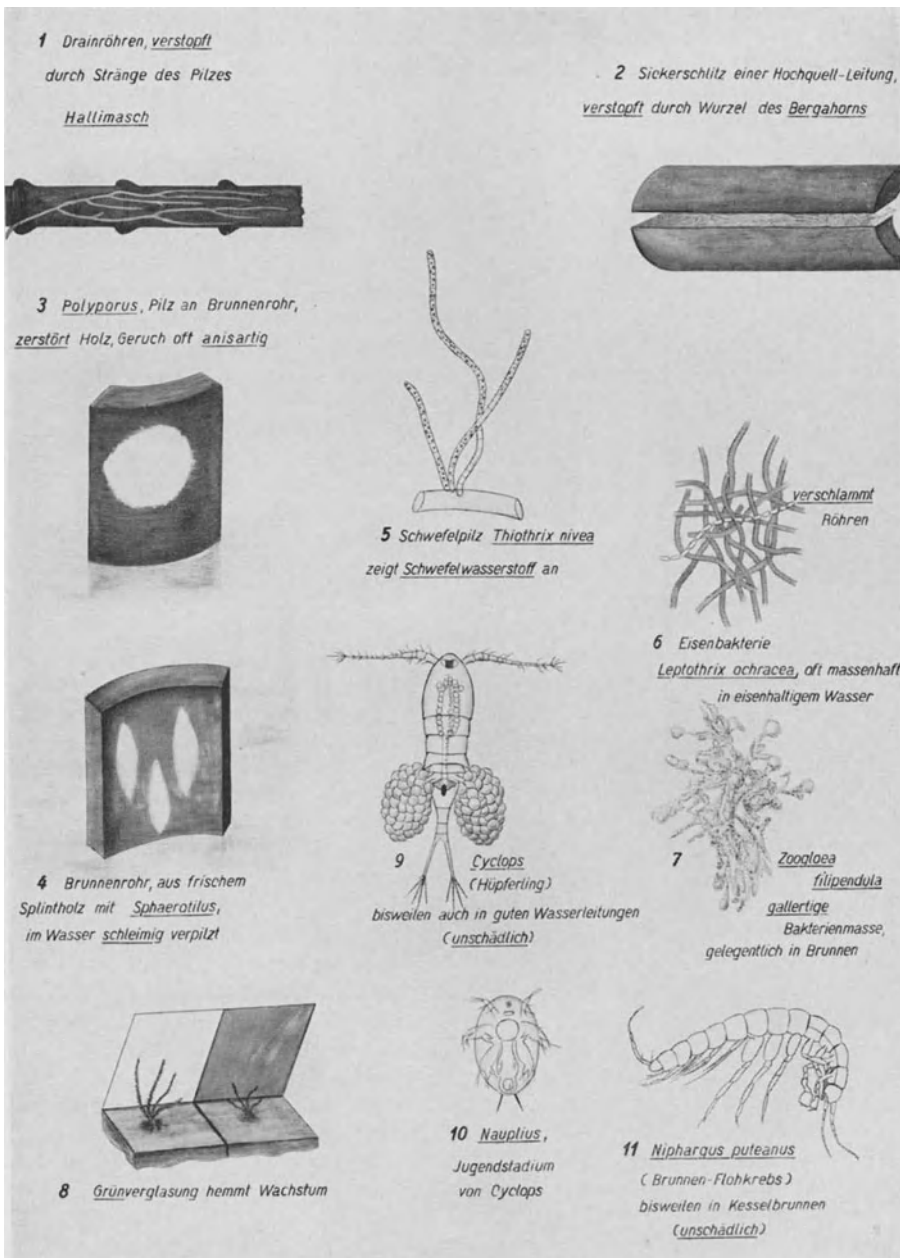 1 Drainröhren, verstopft
durch Stränge des Pilzes
Hallimasch
2 Sickerschlitz einer Hochquell-Leitung,
verstopft durch Wurzel des Bergahorns
3 Polyporus, Pilz an Brunnenrohr,
zerstört Holz, Geruch oft anisartig
5 Schwefelpilz Thiothrix nivea
zeigt Schwefelwasserstoff an
verschlammt
Röhren
6 Eisenbakterie
Leptothrix ochracea, oft massenhaft
in eisenhaltigem Wasser
4 Brunnenrohr, aus frischem
Splintholz mit Sphaerotilus,
im Wasser schleimig verpilzt
9 Cyclops
(Hüpferling)
bisweilen auch in guten Wasserleitungen
(unschädlich)
7 Zoogloea
filipendula
gallertige
Bakterienmasse,
gelegentlich in Brunnen
8 Grünverglasung hemmt Wachstum
10 Nauplius,
Jugendstadium
von Cyclops
11 Niphargus puteanus
(Brunnen-Flohkrebs)
bisweilen in Kesselbrunnen
(unschädlich)